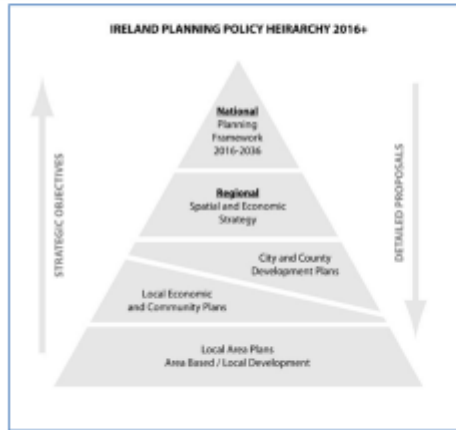 IRELAND PLANNING POLICY HEIRARCHY 2016+
STRATEGIC OBJECTIVES
National
Planning
Framework
2016-2036
Regional
Spatial and Economic
Strategy
City and County
Development Plans
Local Economic
and Community Plans
Local Area Plans
Area Based / Local Development
DETAILED PROPOSALS